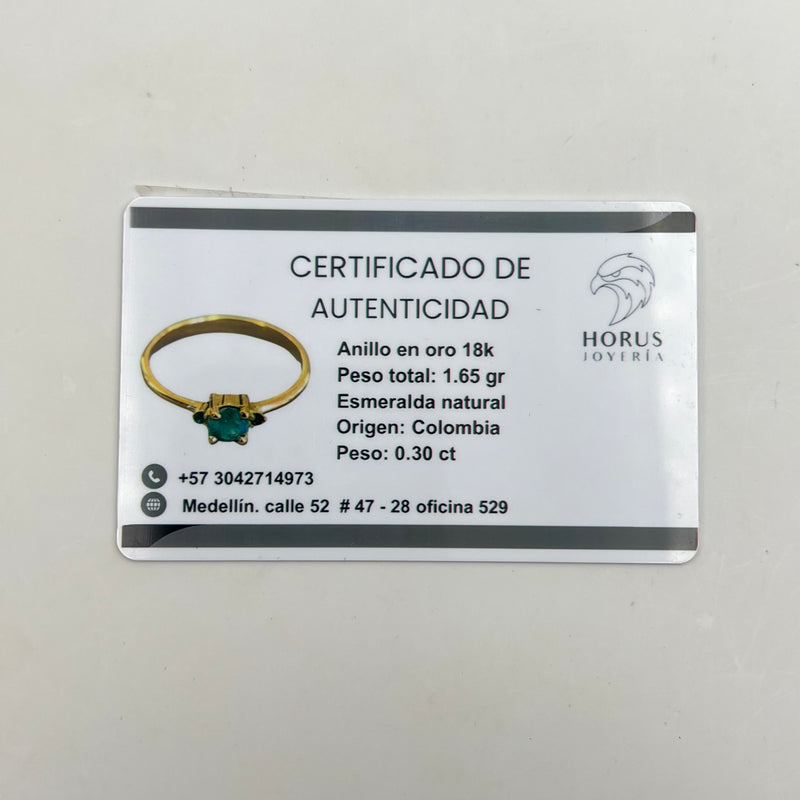 CERTIFICADO DE
AUTENTICIDAD
HORUS
JOYERÍA
Anillo en oro 18k
Peso total: 1.65 gr
Esmeralda natural
Origen: Colombia
Peso: 0.30 ct
+57 3042714973
Medellín. calle 52 # 47 - 28 oficina 529